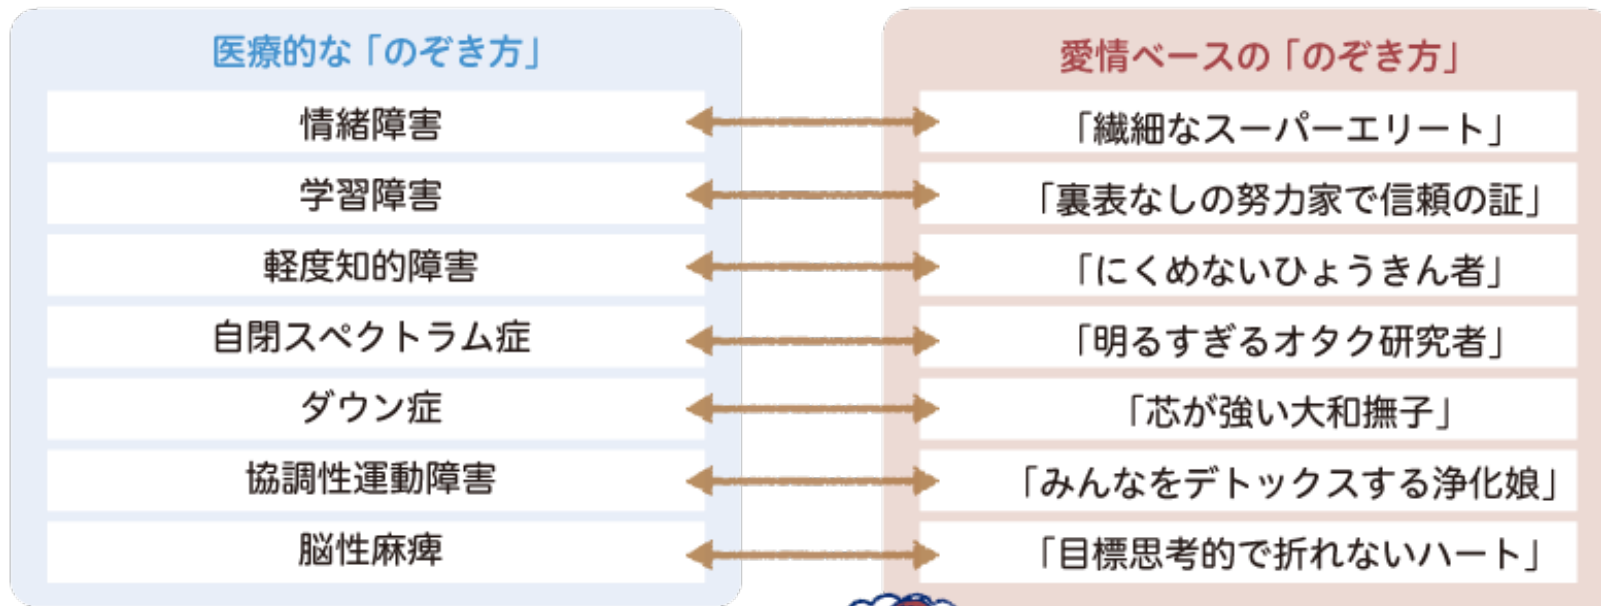 医療的な「のぞき方」
情緒障害
学習障害
軽度知的障害
自閉スペクトラム症
ダウン症
協調性運動障害
脳性麻痺
愛情ベースの「のぞき方」
「繊細なスーパーエリート」
「裏表なしの努力家で信頼の証」
「にくめないひょうきん者」
「明るすぎるオタク研究者」
「芯が強い大和撫子」
「みんなをデトックスする浄化娘」
「目標思考的で折れないハート」